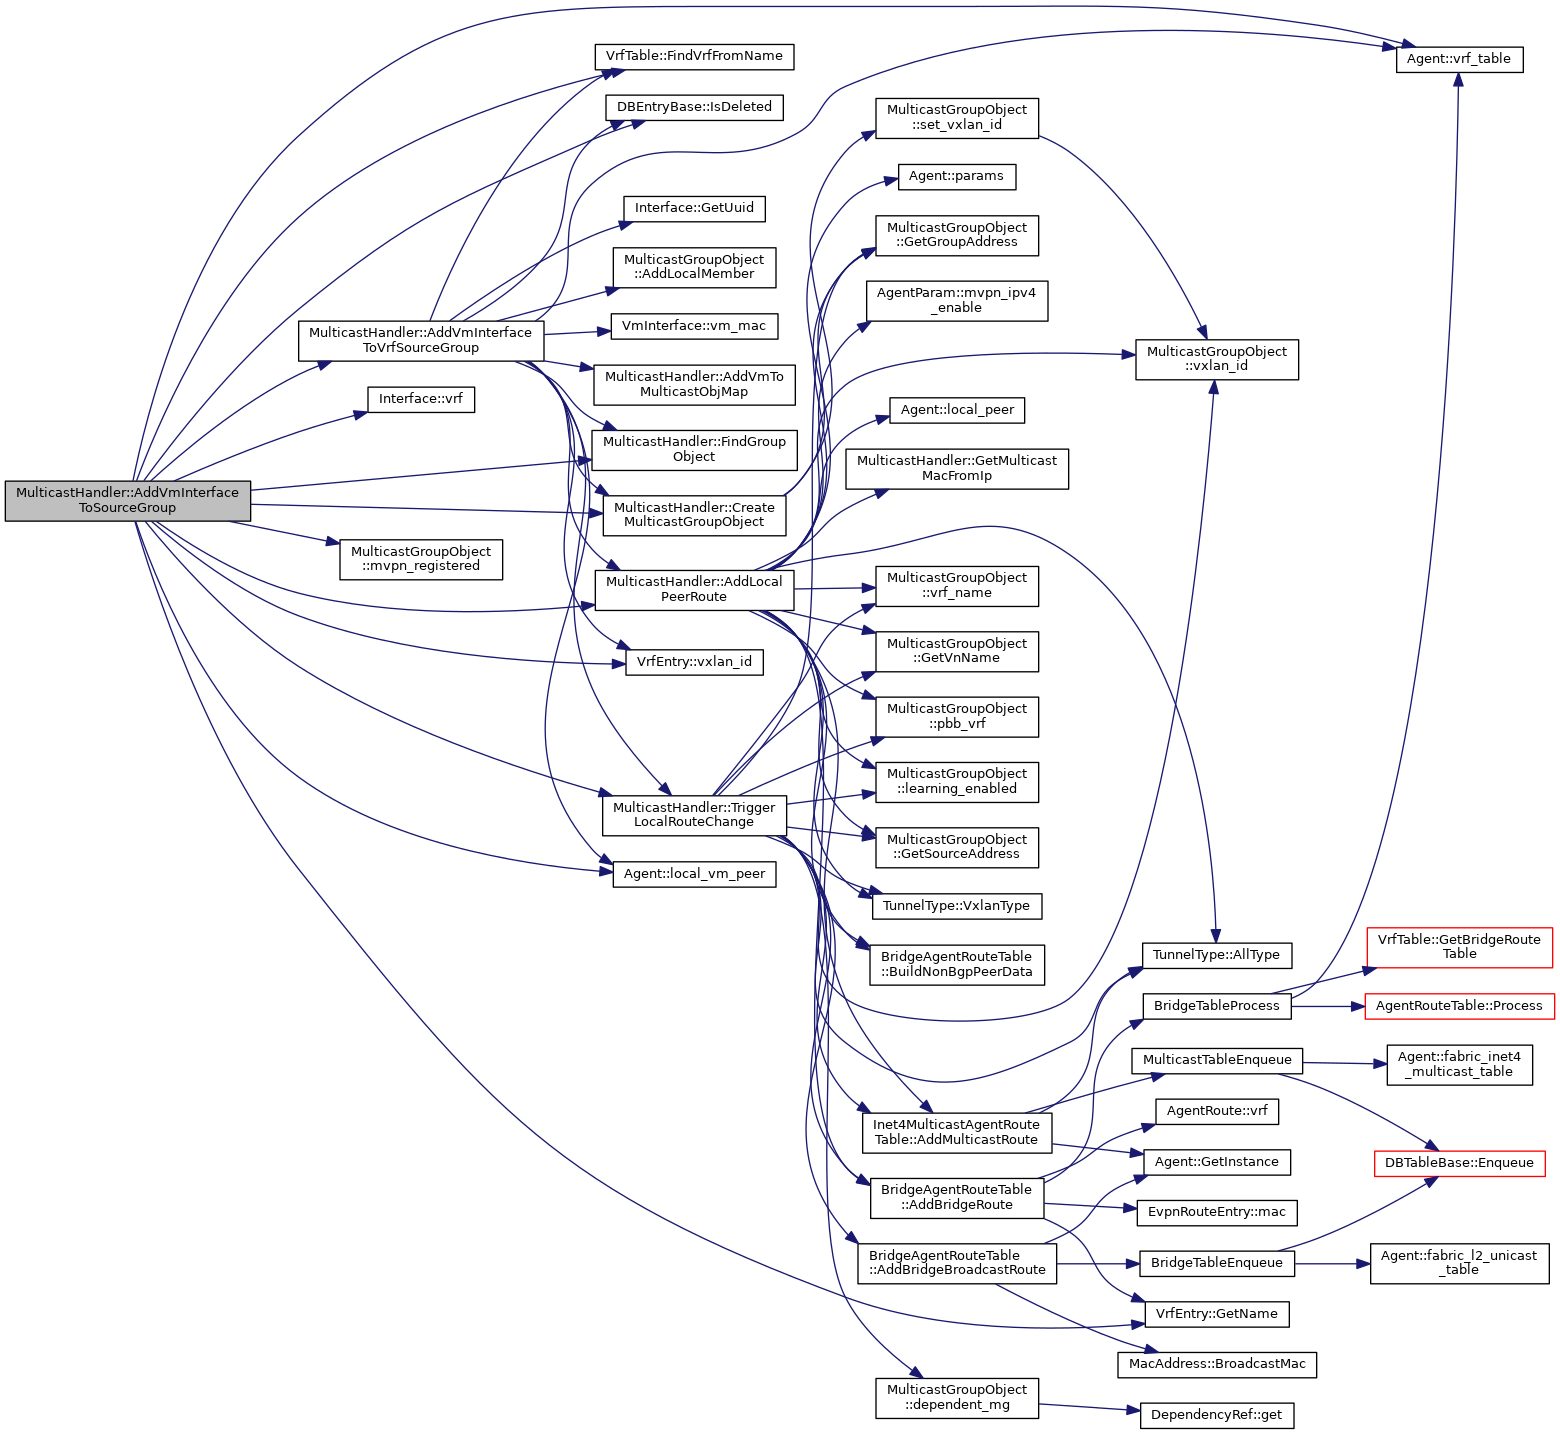 MulticastHandler::AddVmInterface
ToSourceGroup
MulticastHandler::AddVmInterface
ToVrfSourceGroup
Interface::vrf
MulticastGroupObject
::mvpn_registered
VrfTable::FindVrfFromName
DBEntryBase::IsDeleted
Interface::GetUuid
MulticastGroupObject
::AddLocalMember
VmInterface::vm_mac
MulticastHandler::AddVmTo
MulticastObjMap
MulticastHandler::FindGroup
Object
MulticastHandler::Create
MulticastGroupObject
MulticastHandler::AddLocal
PeerRoute
VrfEntry::vxlan_id
MulticastHandler::Trigger
LocalRouteChange
Agent::local_vm_peer
MulticastGroupObject
::set_vxlan_id
Agent::params
MulticastGroupObject
::GetGroupAddress
AgentParam::mvpn_ipv4
_enable
Agent::local_peer
MulticastHandler::GetMulticast
MacFromIp
MulticastGroupObject
::vrf_name
MulticastGroupObject
::GetVnName
MulticastGroupObject
::pbb_vrf
MulticastGroupObject
::learning_enabled
MulticastGroupObject
::GetSourceAddress
TunnelType::VxlanType
BridgeAgentRouteTable
::BuildNonBgpPeerData
Inet4MulticastAgentRoute
Table::AddMulticastRoute
BridgeAgentRouteTable
::AddBridgeRoute
BridgeAgentRouteTable
::AddBridgeBroadcastRoute
MulticastGroupObject
::dependent_mg
MulticastGroupObject
::vxlan_id
TunnelType::AllType
BridgeTableProcess
MulticastTableEnqueue
AgentRoute::vrf
Agent::GetInstance
EvpnRouteEntry::mac
BridgeTableEnqueue
VrfEntry::GetName
MacAddress::BroadcastMac
DependencyRef::get
Agent::vrf_table
VrfTable::GetBridgeRoute
Table
AgentRouteTable::Process
Agent::fabric_inet4
_multicast_table
DBTableBase::Enqueue
Agent::fabric_l2_unicast
_table